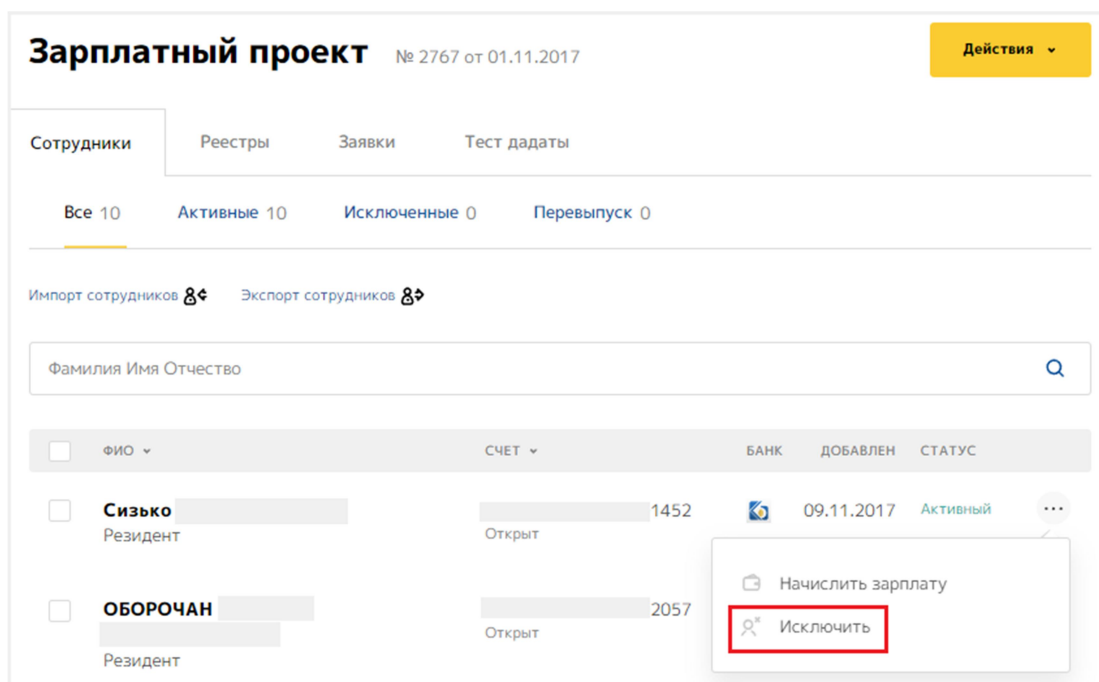 Зарплатный проект № 2767 от 01.11.2017 Действия
Сотрудники Реестры Заявки Тест дадаты
Все 10 Активные 10 Исключенные 0 Перевыпуск 0
Импорт сотрудников Экспорт сотрудников
Фамилия Имя Отчество
ФИО СЧЕТ БАНК ДОБАВЛЕН СТАТУС
Сизько 1452 09.11.2017 Активный ...
Резидент Открыт
Начислить зарплату
ОБОРОЧАН 2057
Исключить
Открыт
Резидент